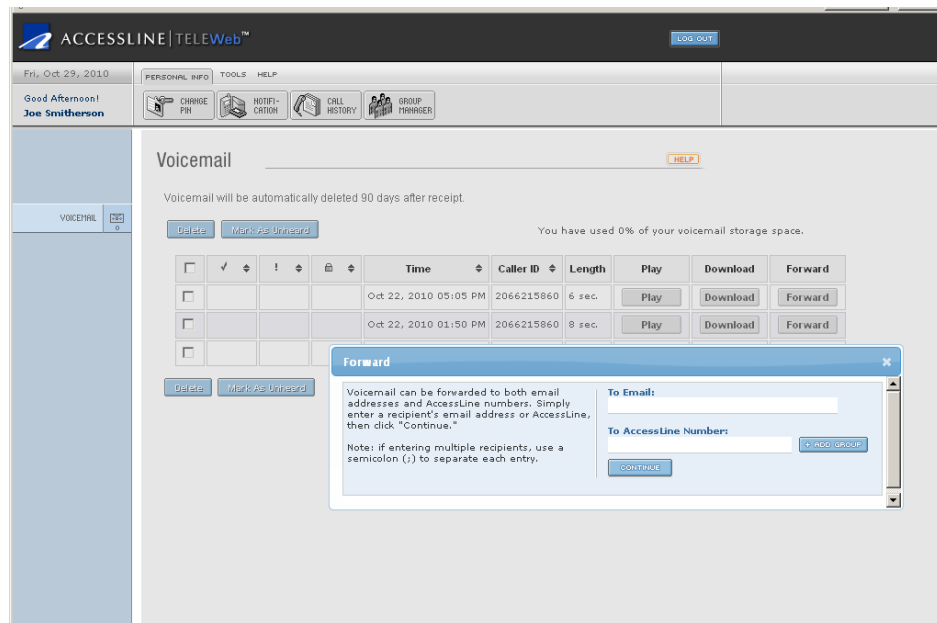 ACCESSLINE|TELEWeb™
LOG OUT
Fri, Oct 29, 2010
PERSONAL INFO TOOLS HELP
Good Afternoon!
Joe Smitherson
CHANGE
PIN
NOTIFI-
CATION
CALL
HISTORY
GROUP
MANAGER
Voicemail
HELP
Voicemail will be automatically deleted 90 days after receipt.
VOICEMAIL
0
Delete Mark As Unheard
You have used 0% of your voicemail storage space.
! Time Caller ID Length Play Download Forward
Oct 22, 2010 05:05 PM 2066215860 6 sec. Play Download Forward
Oct 22, 2010 01:50 PM 2066215860 8 sec. Play Download Forward
Delete Mark As Unheard
Forward
Voicemail can be forwarded to both email
addresses and AccessLine numbers. Simply
enter a recipient's email address or AccessLine,
then click "Continue."
Note: if entering multiple recipients, use a
semicolon (;) to separate each entry.
To Email:
To AccessLine Number:
+ ADD GROUP
CONTINUE